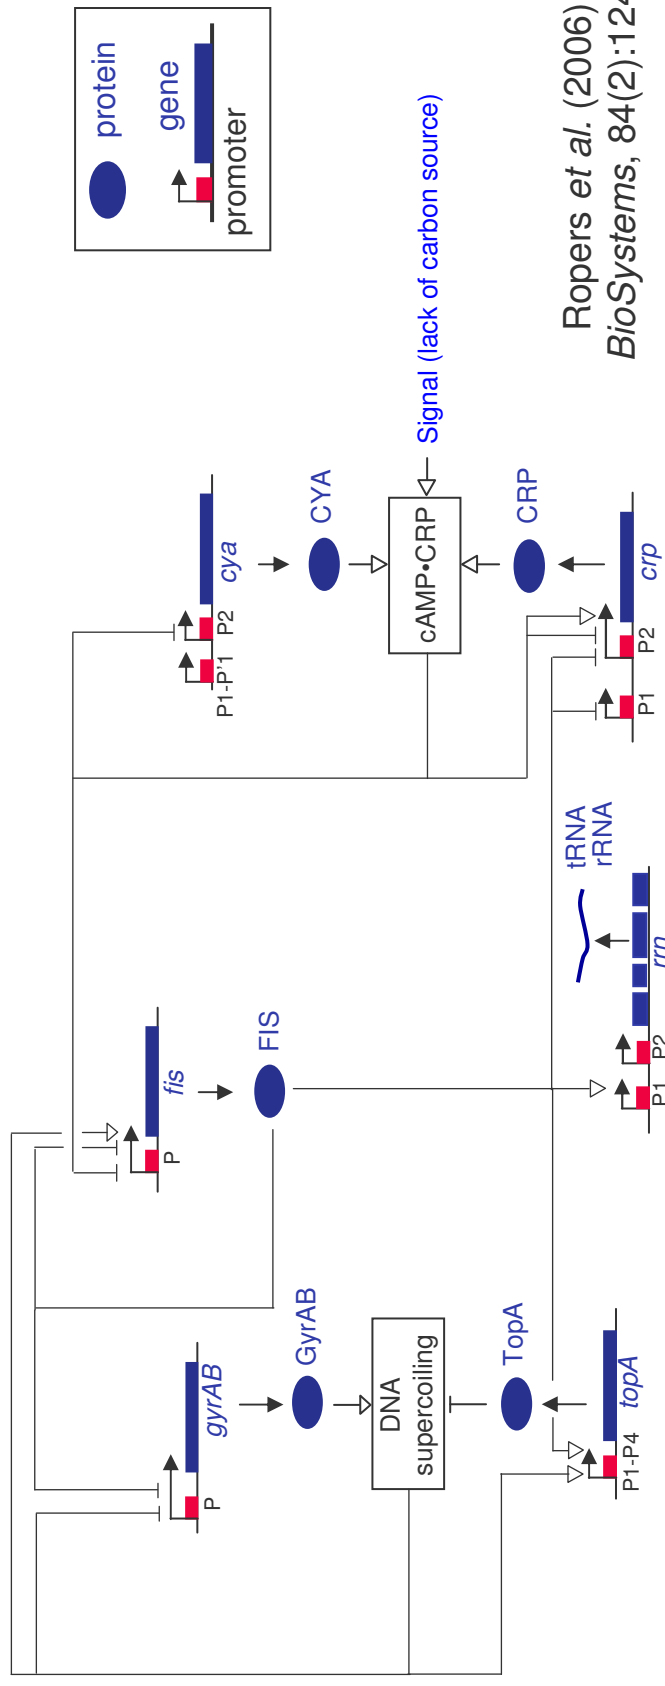 protein
gene
promoter
Signal (lack of carbon source)
Ropers et al. (2006)
BioSystems, 84(2):124
P1-P'1
P2
cya
CYA
cAMP•CRP
CRP
P1
P2
crp
P
fis
FIS
tRNA
rRNA
P1
P2
rrn
P
gyrAB
GyrAB
DNA
supercoiling
TopA
P1-P4
topA